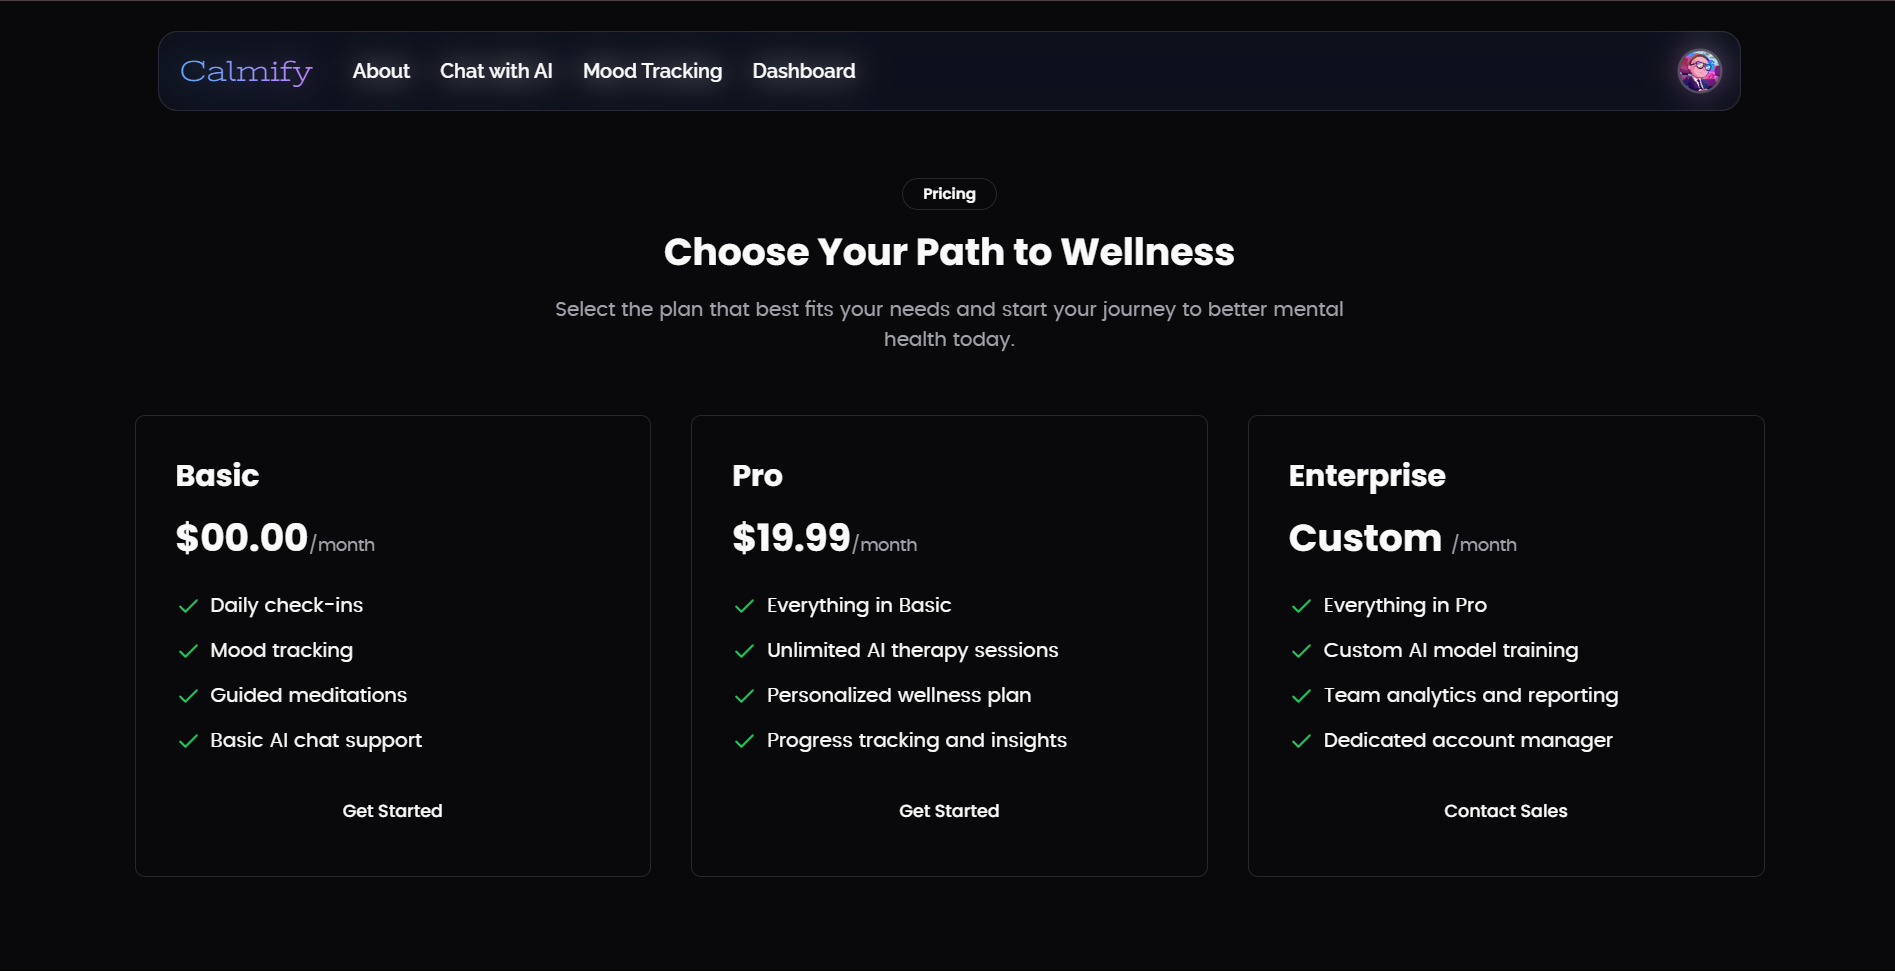 Calmify
About
Chat with AI
Mood Tracking
Dashboard
Pricing
Choose Your Path to Wellness
Select the plan that best fits your needs and start your journey to better mental
health today.
Basic
$00.00/month
Daily check-ins
Mood tracking
Guided meditations
Basic AI chat support
Get Started
Pro
$19.99/month
Everything in Basic
Unlimited AI therapy sessions
Personalized wellness plan
Progress tracking and insights
Get Started
Enterprise
Custom /month
Everything in Pro
Custom AI model training
Team analytics and reporting
Dedicated account manager
Contact Sales